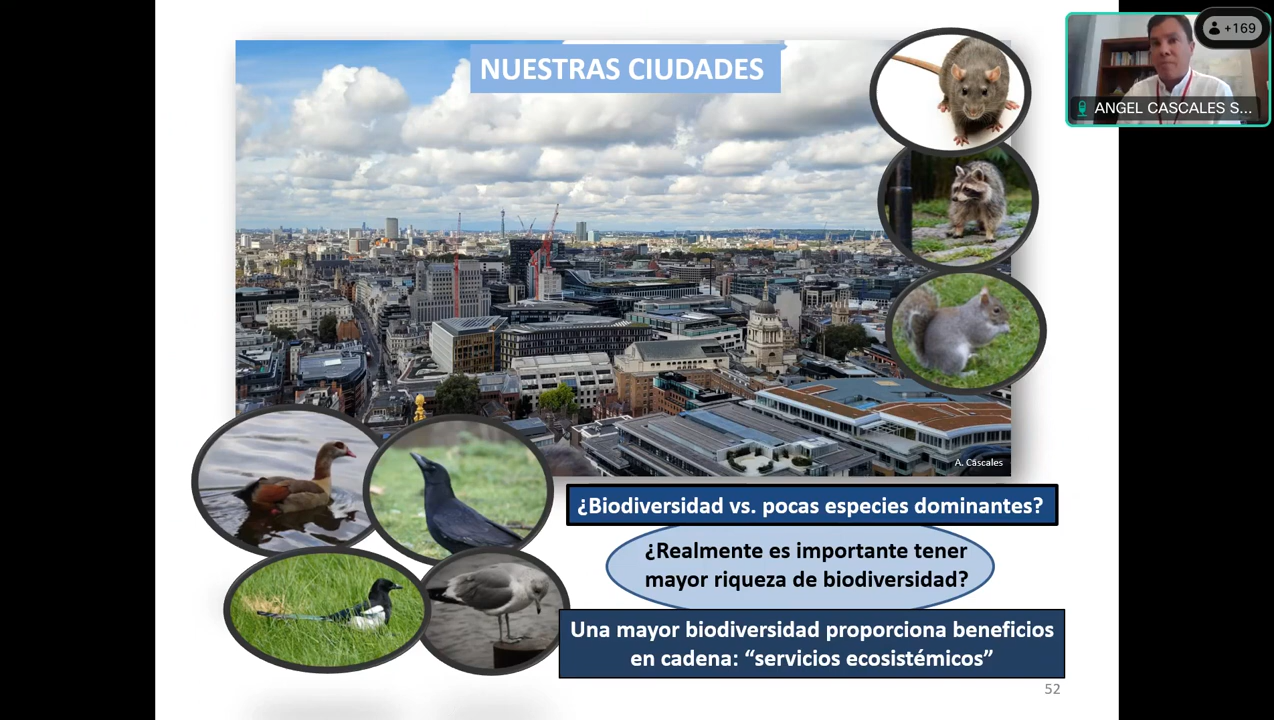 NUESTRAS CIUDADES
+169
ANGEL CASCALES S...
A. Cascales
¿Biodiversidad vs. pocas especies dominantes?
¿Realmente es importante tener
mayor riqueza de biodiversidad?
Una mayor biodiversidad proporciona beneficios
en cadena: “servicios ecosistémicos”
52